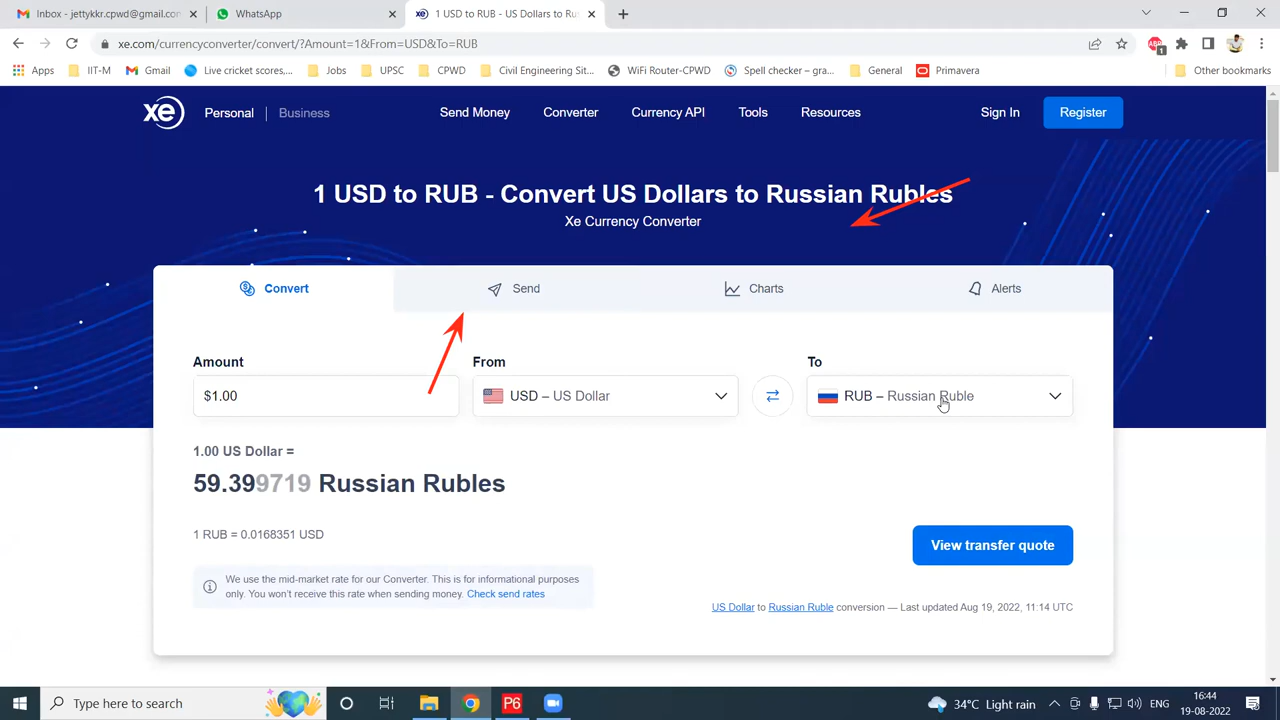 Inbox - jettykkr.cpwd@gmail.con
WhatsApp
1 USD to RUB - US Dollars to Rus
xe.com/currencyconverter/convert/?Amount=1&From=USD&To=RUB
ABP
1
Apps
IIT-M
Gmail
Live cricket scores,...
Jobs
UPSC
CPWD
Civil Engineering Sit...
WiFi Router-CPWD
Spell checker – gra...
General
Primavera
Other bookmarks
xe
Personal
Business
Send Money
Converter
Currency API
Tools
Resources
Sign In
Register
1 USD to RUB - Convert US Dollars to Russian Rubles
Xe Currency Converter
Convert
Send
Charts
Alerts
Amount
From
To
$1.00
USD – US Dollar
RUB – Russian Ruble
1.00 US Dollar =
59.399719 Russian Rubles
1 RUB = 0.0168351 USD
View transfer quote
We use the mid-market rate for our Converter. This is for informational purposes
only. You won't receive this rate when sending money. Check send rates
US Dollar to Russian Ruble conversion — Last updated Aug 19, 2022, 11:14 UTC
Type here to search
P6
34°C Light rain
ENG
16:44
19-08-2022